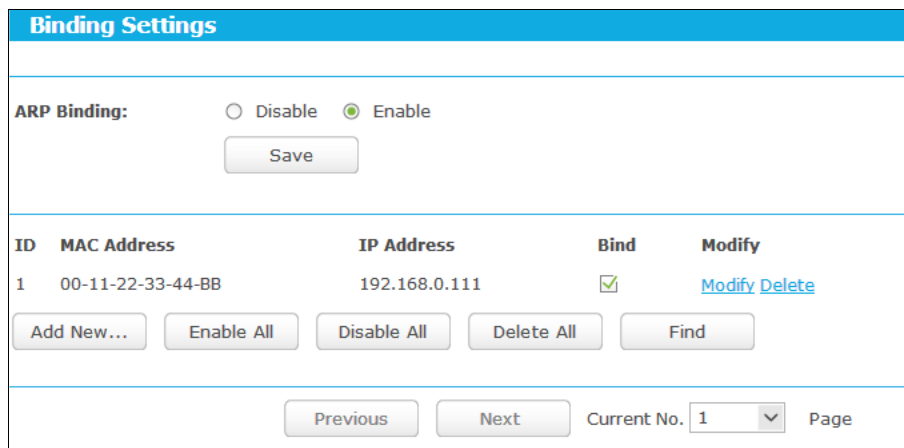 Binding Settings
ARP Binding: Disable Enable
Save
ID MAC Address IP Address Bind Modify
1 00-11-22-33-44-BB 192.168.0.111 Modify Delete
Add New... Enable All Disable All Delete All Find
Previous Next Current No. 1 Page